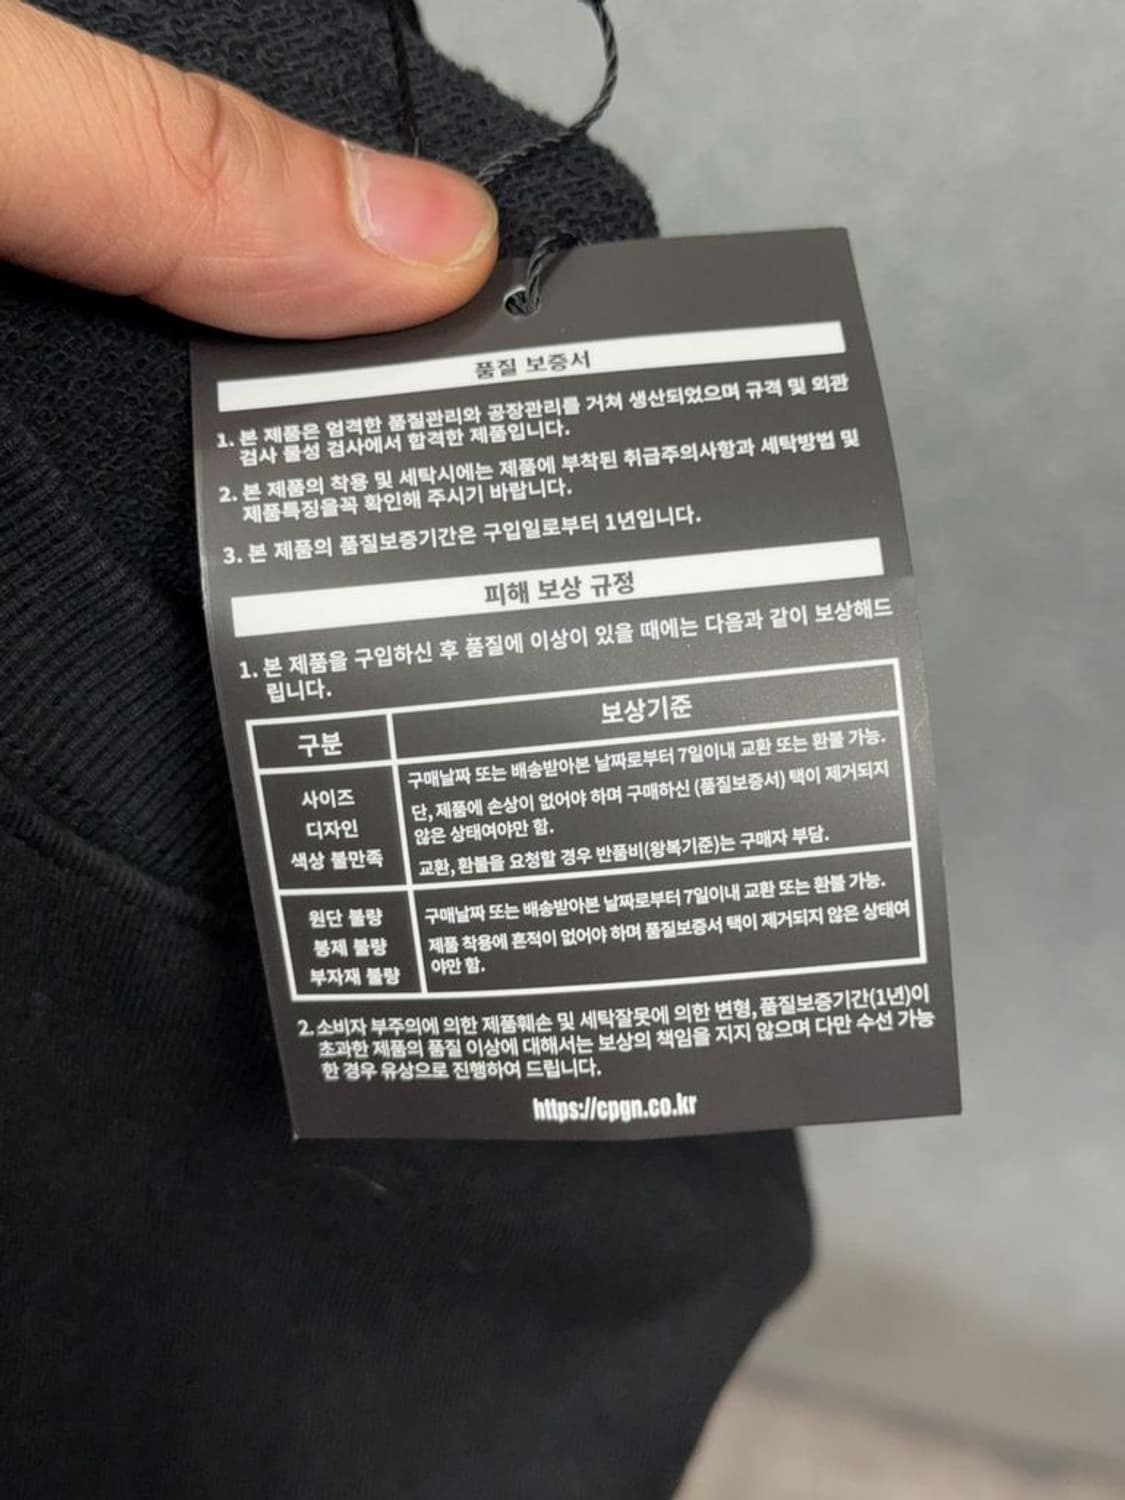 품질 보증서
1. 본 제품은 엄격한 품질관리와 공장관리를 거쳐 생산되었으며 규격 및 외관
검사 물성 검사에서 합격한 제품입니다.
2. 본 제품의 착용 및 세탁시에는 제품에 부착된 취급주의사항과 세탁방법 및
제품특징을꼭 확인해 주시기 바랍니다.
3. 본 제품의 품질보증기간은 구입일로부터 1년입니다.
피해 보상 규정
1. 본 제품을 구입하신 후 품질에 이상이 있을 때에는 다음과 같이 보상해드
립니다.
구분
보상기준
사이즈
디자인
색상 불만족
구매날짜 또는 배송받아본 날짜로부터 7일이내 교환 또는 환불 가능.
단, 제품에 손상이 없어야 하며 구매하신 (품질보증서) 택이 제거되지
않은 상태여야만 함.
교환, 환불을 요청할 경우 반품비(왕복기준)는 구매자 부담.
원단 불량
봉제 불량
부자재 불량
구매날짜 또는 배송받아본 날짜로부터 7일이내 교환 또는 환불 가능.
제품 착용에 흔적이 없어야 하며 품질보증서 택이 제거되지 않은 상태여
야만 함.
2. 소비자 부주의에 의한 제품훼손 및 세탁잘못에 의한 변형, 품질보증기간(1년)이
초과한 제품의 품질 이상에 대해서는 보상의 책임을 지지 않으며 다만 수선 가능
한 경우 유상으로 진행하여 드립니다.
https://cpgn.co.kr